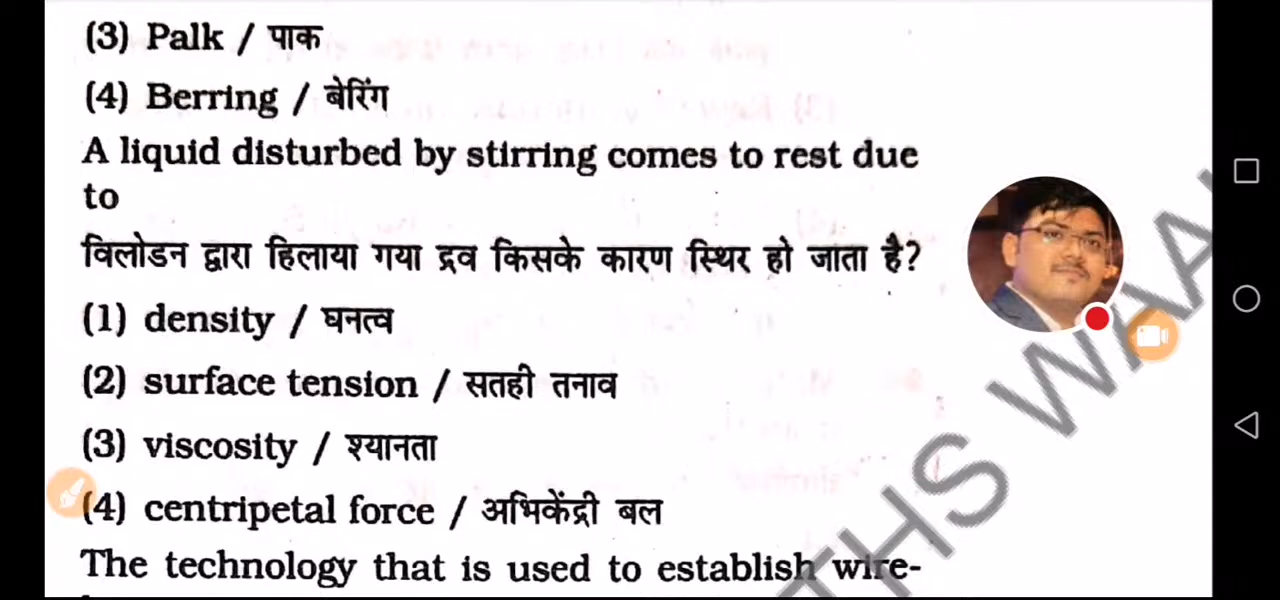 (3) Palk / पाक
(4) Berring / बेरिंग
A liquid disturbed by stirring comes to rest due
to
विलोडन द्वारा हिलाया गया द्रव किसके कारण स्थिर हो जाता है?
(1) density / घनत्व
(2) surface tension / सतही तनाव
(3) viscosity / श्यानता
(4) centripetal force / अभिकेंद्री बल
The technology that is used to establish wire-
THS WAA